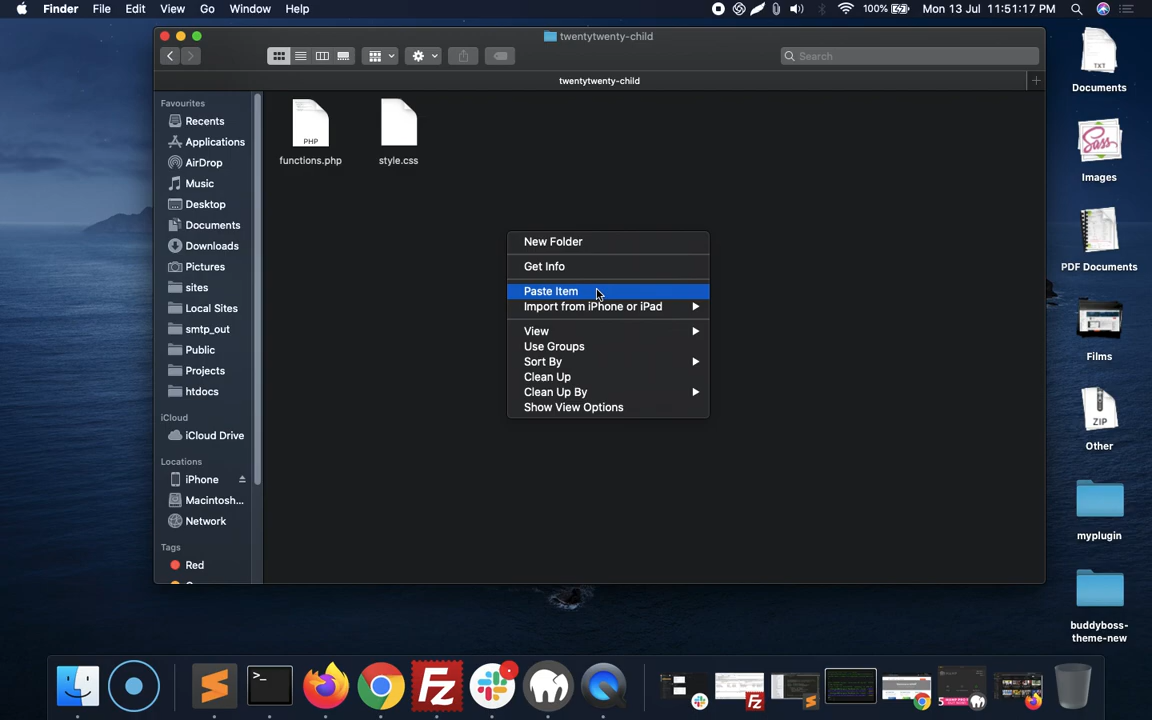 Finder File Edit View Go Window Help 100% Mon 13 Jul 11:51:17 PM
twentytwenty-child
Search
twentytwenty-child
Favourites
Recents
Applications
AirDrop
Music
Desktop
Documents
Downloads
Pictures
sites
Local Sites
smtp_out
Public
Projects
htdocs
iCloud
iCloud Drive
Locations
iPhone
Macintosh...
Network
Tags
Red
PHP
functions.php
style.css
New Folder
Get Info
Paste Item
Import from iPhone or iPad
View
Use Groups
Sort By
Clean Up
Clean Up By
Show View Options
TXT
Documents
Sass
Images
PDF Documents
Films
ZIP
Other
myplugin
buddyboss-
theme-new